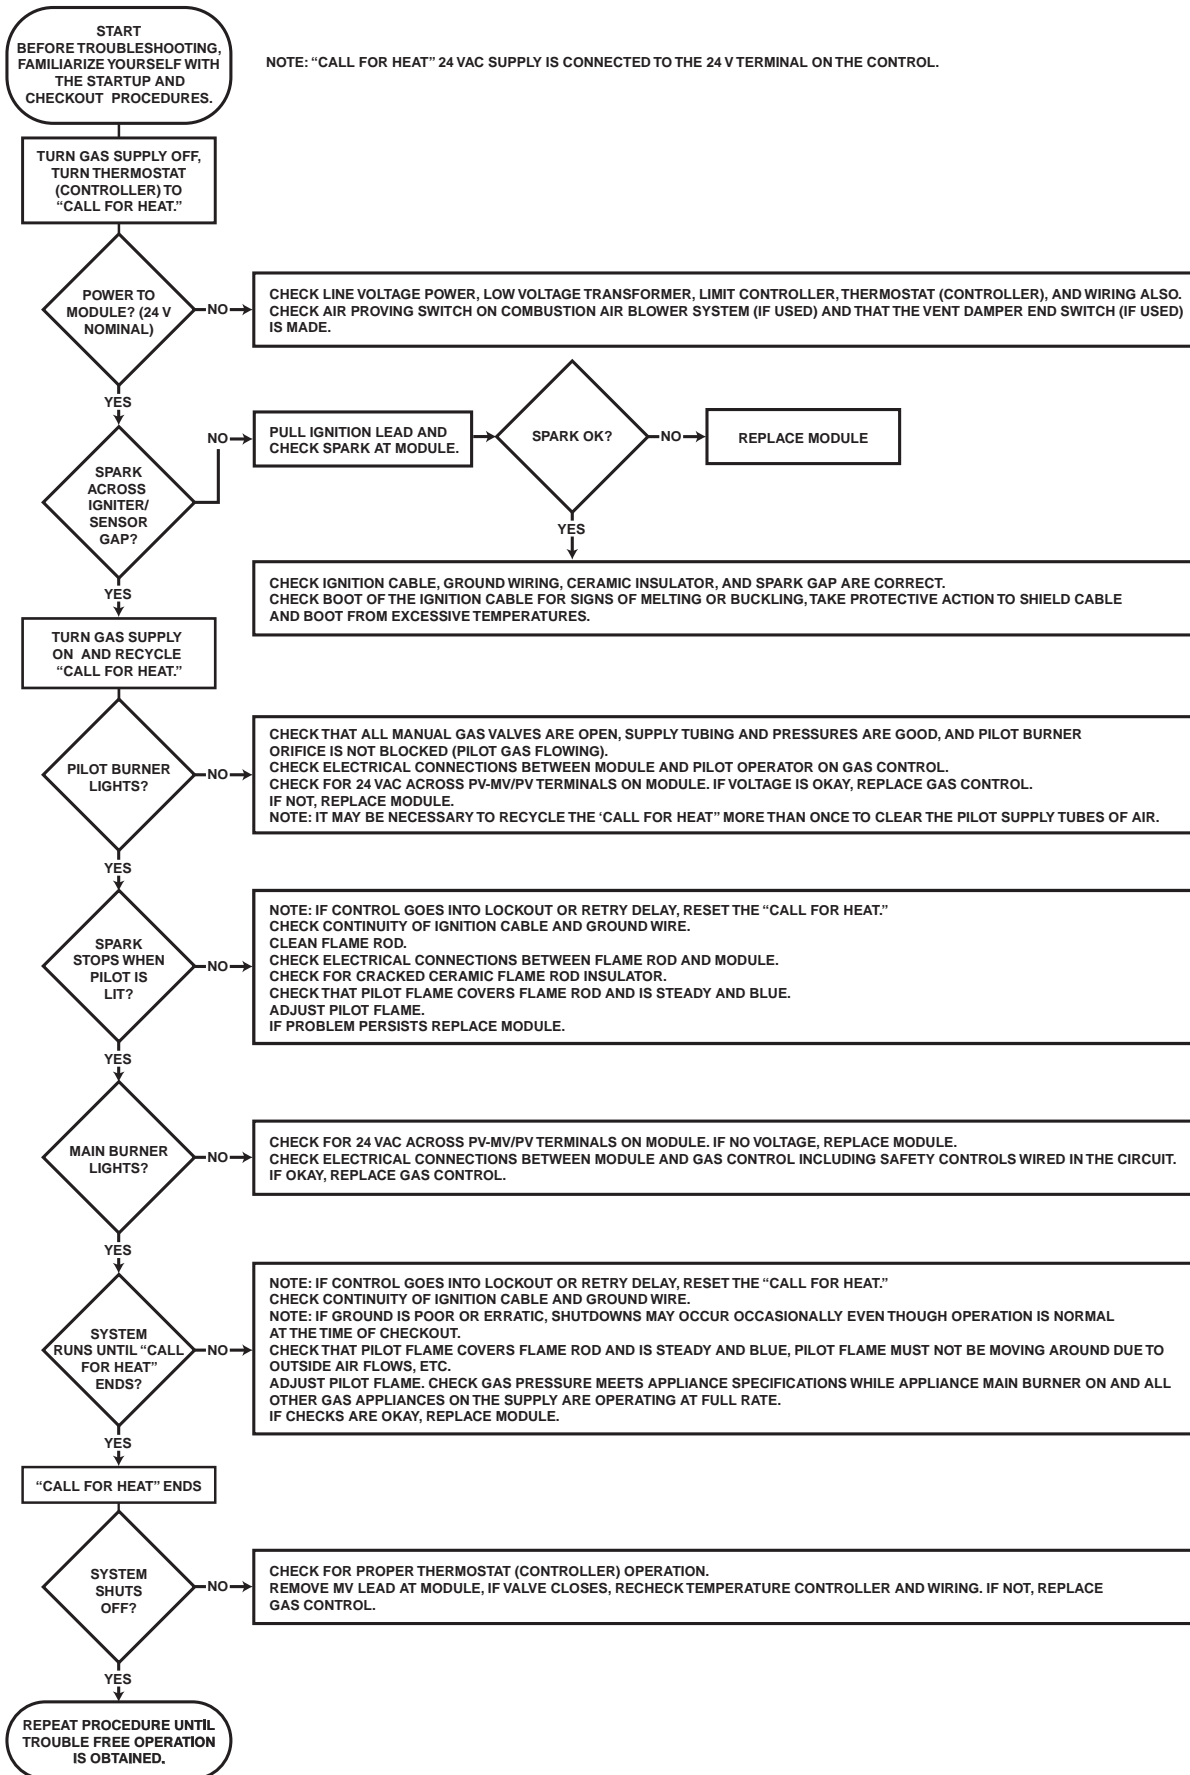 START
BEFORE TROUBLESHOOTING,
FAMILIARIZE YOURSELF WITH
THE STARTUP AND
CHECKOUT PROCEDURES.
NOTE: “CALL FOR HEAT” 24 VAC SUPPLY IS CONNECTED TO THE 24 V TERMINAL ON THE CONTROL.
TURN GAS SUPPLY OFF,
TURN THERMOSTAT
(CONTROLLER) TO
“CALL FOR HEAT.”
POWER TO
MODULE? (24 V
NOMINAL)
NO
CHECK LINE VOLTAGE POWER, LOW VOLTAGE TRANSFORMER, LIMIT CONTROLLER, THERMOSTAT (CONTROLLER), AND WIRING ALSO.
CHECK AIR PROVING SWITCH ON COMBUSTION AIR BLOWER SYSTEM (IF USED) AND THAT THE VENT DAMPER END SWITCH (IF USED)
IS MADE.
YES
SPARK
ACROSS
IGNITER/
SENSOR
GAP?
NO
PULL IGNITION LEAD AND
CHECK SPARK AT MODULE.
SPARK OK?
NO
REPLACE MODULE
YES
CHECK IGNITION CABLE, GROUND WIRING, CERAMIC INSULATOR, AND SPARK GAP ARE CORRECT.
CHECK BOOT OF THE IGNITION CABLE FOR SIGNS OF MELTING OR BUCKLING, TAKE PROTECTIVE ACTION TO SHIELD CABLE
AND BOOT FROM EXCESSIVE TEMPERATURES.
YES
TURN GAS SUPPLY
ON AND RECYCLE
“CALL FOR HEAT.”
PILOT BURNER
LIGHTS?
NO
CHECK THAT ALL MANUAL GAS VALVES ARE OPEN, SUPPLY TUBING AND PRESSURES ARE GOOD, AND PILOT BURNER
ORIFICE IS NOT BLOCKED (PILOT GAS FLOWING).
CHECK ELECTRICAL CONNECTIONS BETWEEN MODULE AND PILOT OPERATOR ON GAS CONTROL.
CHECK FOR 24 VAC ACROSS PV-MV/PV TERMINALS ON MODULE. IF VOLTAGE IS OKAY, REPLACE GAS CONTROL.
IF NOT, REPLACE MODULE.
NOTE: IT MAY BE NECESSARY TO RECYCLE THE ‘CALL FOR HEAT” MORE THAN ONCE TO CLEAR THE PILOT SUPPLY TUBES OF AIR.
YES
SPARK
STOPS WHEN
PILOT IS
LIT?
NO
NOTE: IF CONTROL GOES INTO LOCKOUT OR RETRY DELAY, RESET THE “CALL FOR HEAT.”
CHECK CONTINUITY OF IGNITION CABLE AND GROUND WIRE.
CLEAN FLAME ROD.
CHECK ELECTRICAL CONNECTIONS BETWEEN FLAME ROD AND MODULE.
CHECK FOR CRACKED CERAMIC FLAME ROD INSULATOR.
CHECK THAT PILOT FLAME COVERS FLAME ROD AND IS STEADY AND BLUE.
ADJUST PILOT FLAME.
IF PROBLEM PERSISTS REPLACE MODULE.
YES
MAIN BURNER
LIGHTS?
NO
CHECK FOR 24 VAC ACROSS PV-MV/PV TERMINALS ON MODULE. IF NO VOLTAGE, REPLACE MODULE.
CHECK ELECTRICAL CONNECTIONS BETWEEN MODULE AND GAS CONTROL INCLUDING SAFETY CONTROLS WIRED IN THE CIRCUIT.
IF OKAY, REPLACE GAS CONTROL.
YES
SYSTEM
RUNS UNTIL “CALL
FOR HEAT”
ENDS?
NO
NOTE: IF CONTROL GOES INTO LOCKOUT OR RETRY DELAY, RESET THE “CALL FOR HEAT.”
CHECK CONTINUITY OF IGNITION CABLE AND GROUND WIRE.
NOTE: IF GROUND IS POOR OR ERRATIC, SHUTDOWNS MAY OCCUR OCCASIONALLY EVEN THOUGH OPERATION IS NORMAL
AT THE TIME OF CHECKOUT.
CHECK THAT PILOT FLAME COVERS FLAME ROD AND IS STEADY AND BLUE, PILOT FLAME MUST NOT BE MOVING AROUND DUE TO
OUTSIDE AIR FLOWS, ETC.
ADJUST PILOT FLAME. CHECK GAS PRESSURE MEETS APPLIANCE SPECIFICATIONS WHILE APPLIANCE MAIN BURNER ON AND ALL
OTHER GAS APPLIANCES ON THE SUPPLY ARE OPERATING AT FULL RATE.
IF CHECKS ARE OKAY, REPLACE MODULE.
YES
“CALL FOR HEAT” ENDS
SYSTEM
SHUTS
OFF?
NO
CHECK FOR PROPER THERMOSTAT (CONTROLLER) OPERATION.
REMOVE MV LEAD AT MODULE, IF VALVE CLOSES, RECHECK TEMPERATURE CONTROLLER AND WIRING. IF NOT, REPLACE
GAS CONTROL.
YES
REPEAT PROCEDURE UNTIL
TROUBLE FREE OPERATION
IS OBTAINED.